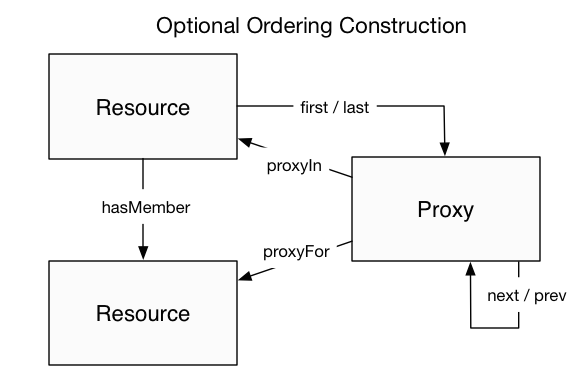 Optional Ordering Construction
Resource
first / last
proxyIn
Proxy
hasMember
proxyFor
next / prev
Resource